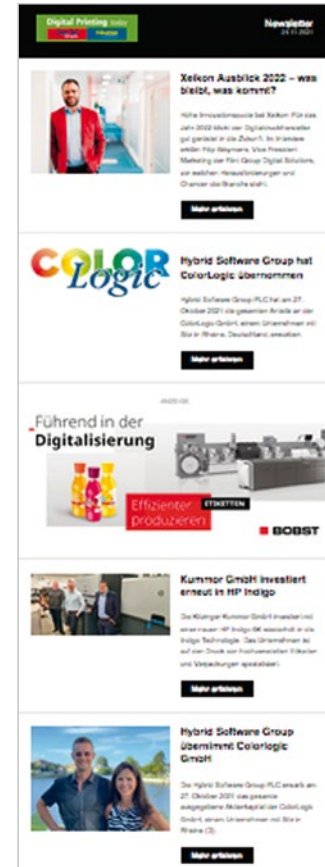 Digital Printing today
Newsletter
24.11.2021
Xeikon Ausblick 2022 – was
bleibt, was kommt?
Hohe Innovationsquote bei Xeikon: Für das
Jahr 2022 blickt der Digitaldruckhersteller
gut gerüstet in die Zukunft. Im Interview
erklärt Filip Weymans, Vice President
Marketing der Flint Group Digital Solutions,
vor welchen Herausforderungen und
Chancen die Branche steht.
Mehr erfahren
COLOR
Logic
Hybrid Software Group hat
ColorLogic übernommen
Hybrid Software Group PLC hat am 27.
Oktober 2021 die gesamten Anteile an der
ColorLogic GmbH, einem Unternehmen mit
Sitz in Rheine, Deutschland, erworben.
Mehr erfahren
ANZEIGE
Führend in der
Digitalisierung
Effizienter
produzieren
ETIKETTEN
BOBST
Kummor GmbH investiert
erneut in HP Indigo
Die Kitzinger Kummor GmbH investiert mit
einer neuen HP Indigo 6K wiederholt in die
Indigo Technologie. Das Unternehmen ist
auf den Druck von hochveredelten Etiketten
und Verpackungen spezialisiert.
Mehr erfahren
Hybrid Software Group
übernimmt Colorlogic
GmbH
Die Hybrid Software Group PLC erwarb am
27. Oktober 2021 das gesamte
ausgegebene Aktienkapital der ColorLogic
GmbH, einem Unternehmen mit Sitz in
Rheine (D).
Mehr erfahren